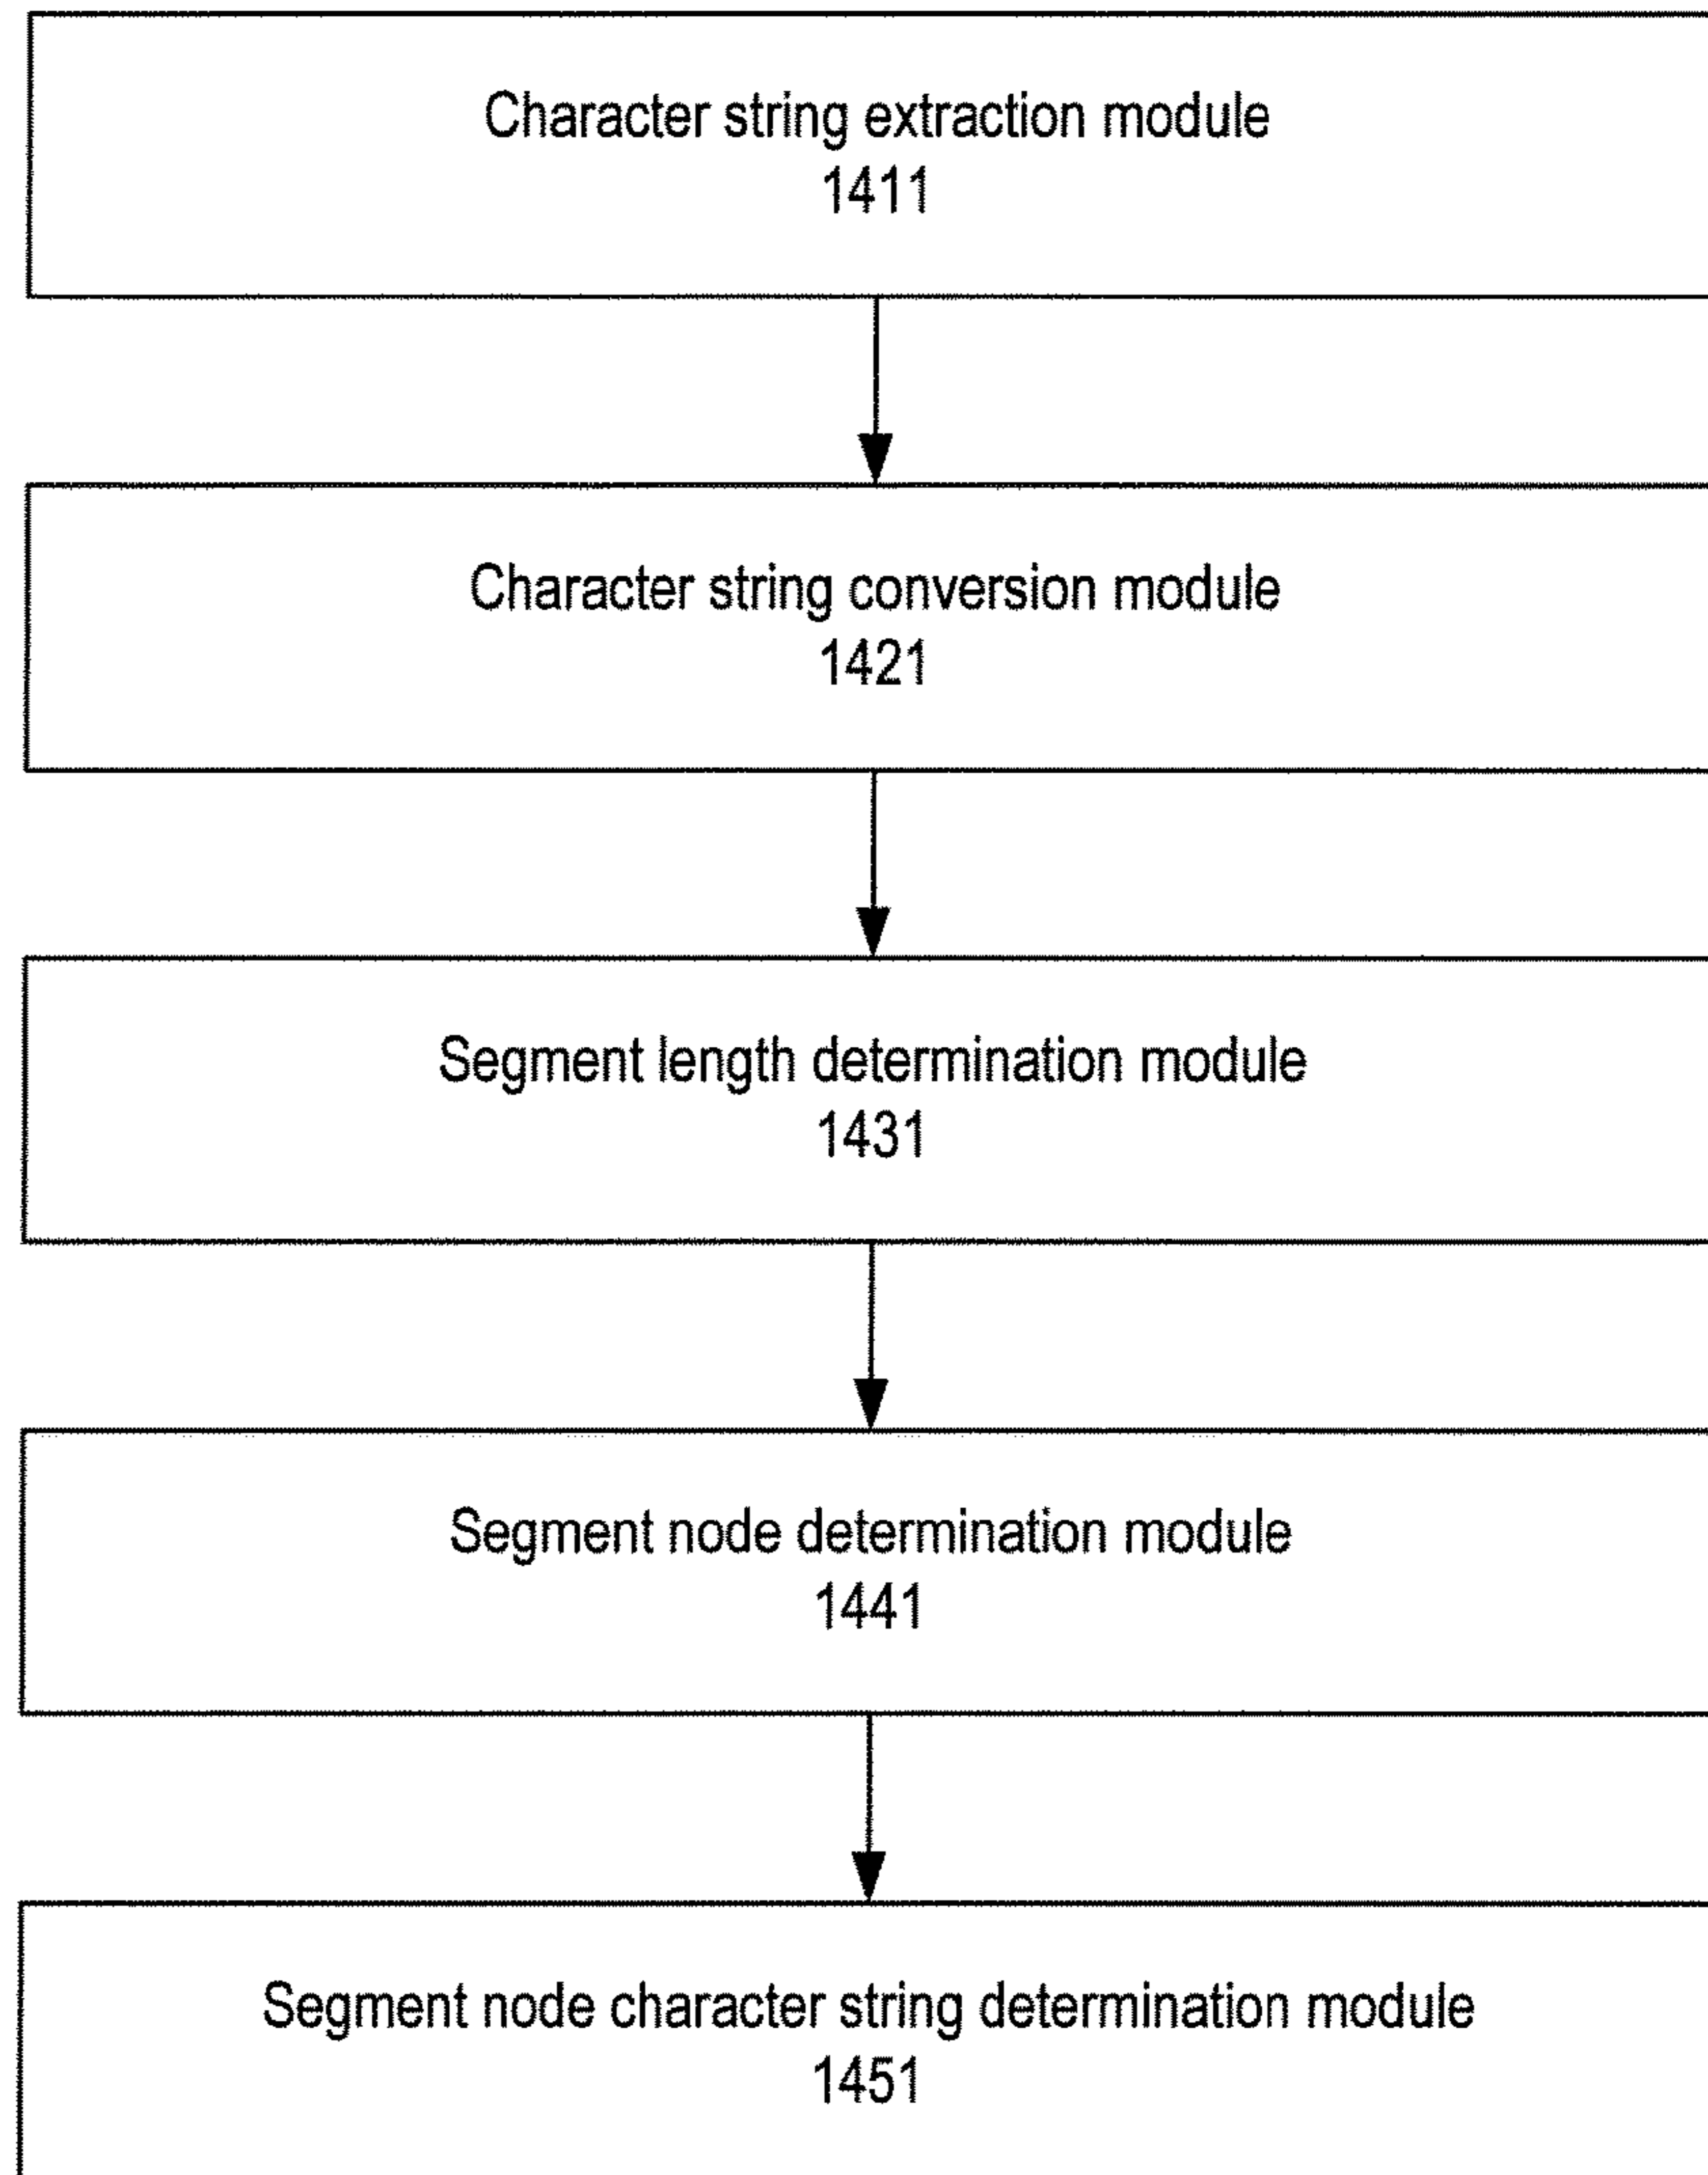 Character string extraction module
1411
Character string conversion module
1421
Segment length determination module
1431
Segment node determination module
1441
Segment node character string determination module
1451